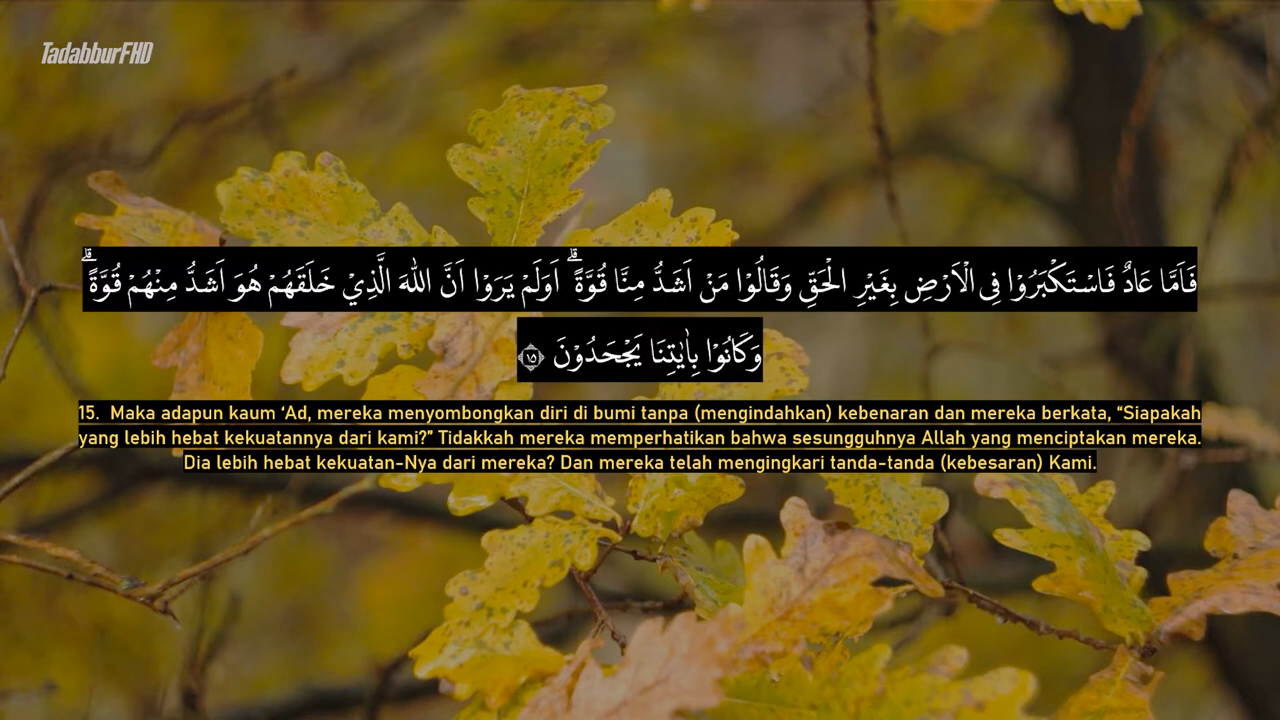 TadabburFHD
فَاَمَّا عَادٌ فَاسْتَكْبَرُوْا فِى الْاَرْضِ بِغَيْرِ الْحَقِّ وَقَالُوْا مَنْ اَشَدُّ مِنَّا قُوَّةً ۗ اَوَلَمْ يَرَوْا اَنَّ اللّٰهَ الَّذِيْ خَلَقَهُمْ هُوَ اَشَدُّ مِنْهُمْ قُوَّةً ۗ
وَكَانُوْا بِاٰيٰتِنَا يَجْحَدُوْنَ ١٥
15. Maka adapun kaum ‘Ad, mereka menyombongkan diri di bumi tanpa (mengindahkan) kebenaran dan mereka berkata, “Siapakah
yang lebih hebat kekuatannya dari kami?” Tidakkah mereka memperhatikan bahwa sesungguhnya Allah yang menciptakan mereka.
Dia lebih hebat kekuatan-Nya dari mereka? Dan mereka telah mengingkari tanda-tanda (kebesaran) Kami.